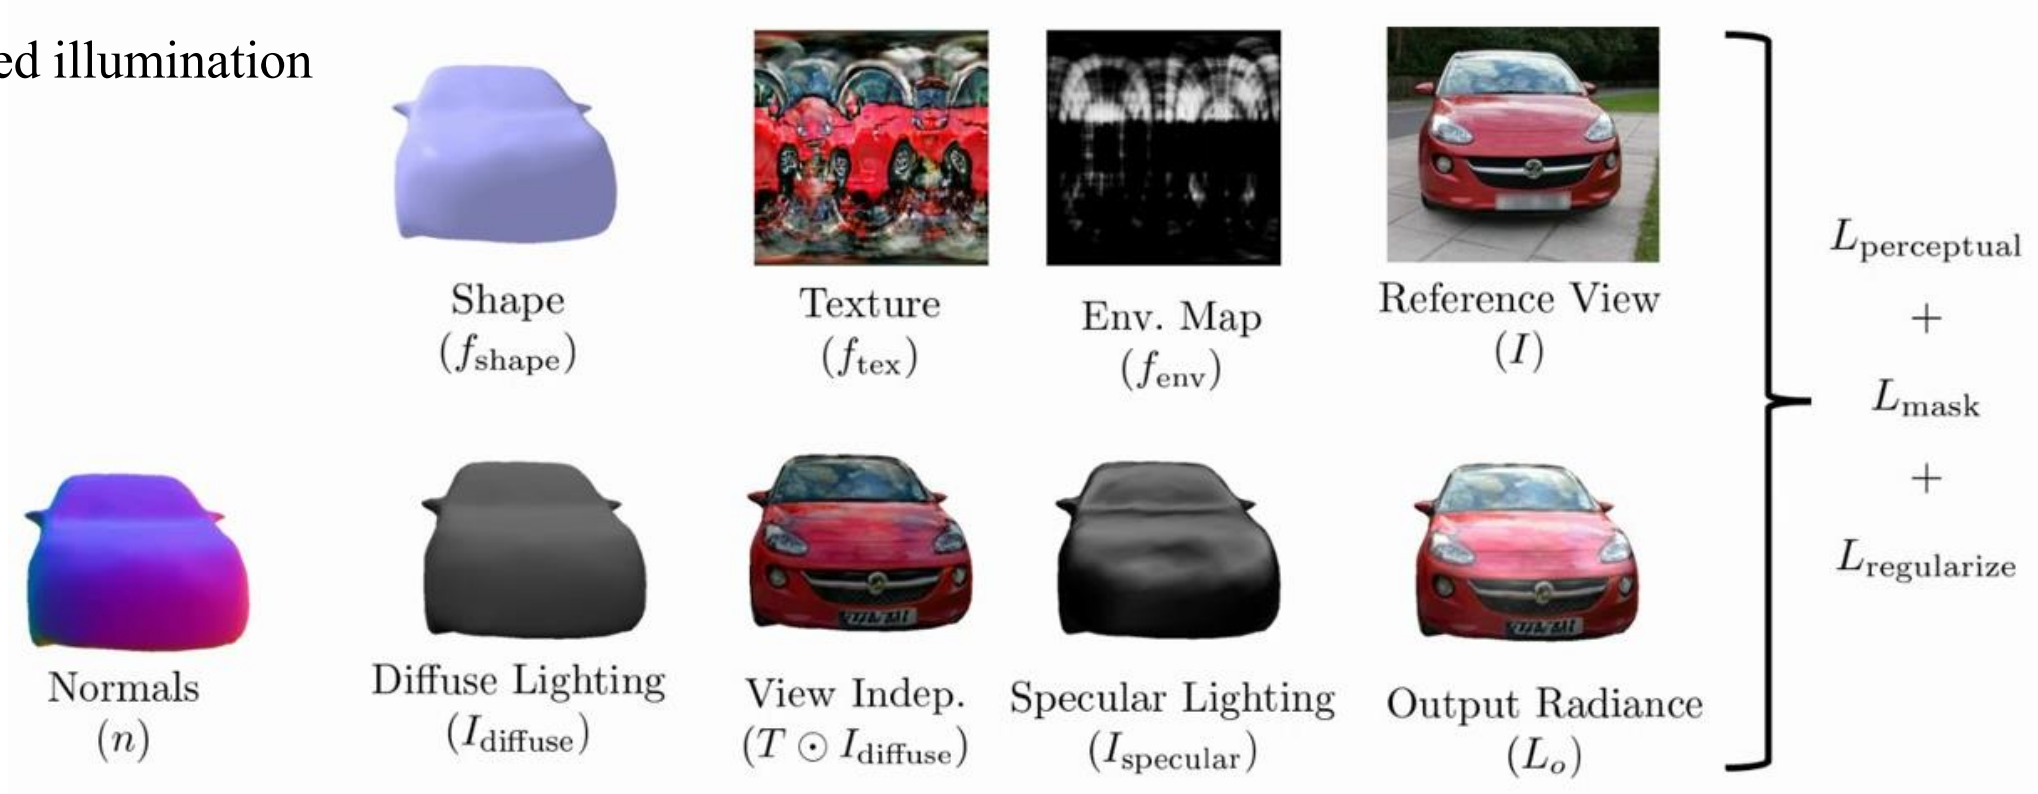 ed illumination
Shape
(f_shape)
Texture
(f_tex)
Env. Map
(f_env)
Reference View
(I)
Normals
(n)
Diffuse Lighting
(I_diffuse)
View Indep.
(T ⊙ I_diffuse)
Specular Lighting
(I_specular)
Output Radiance
(L_o)
L_perceptual
+
L_mask
+
L_regularize